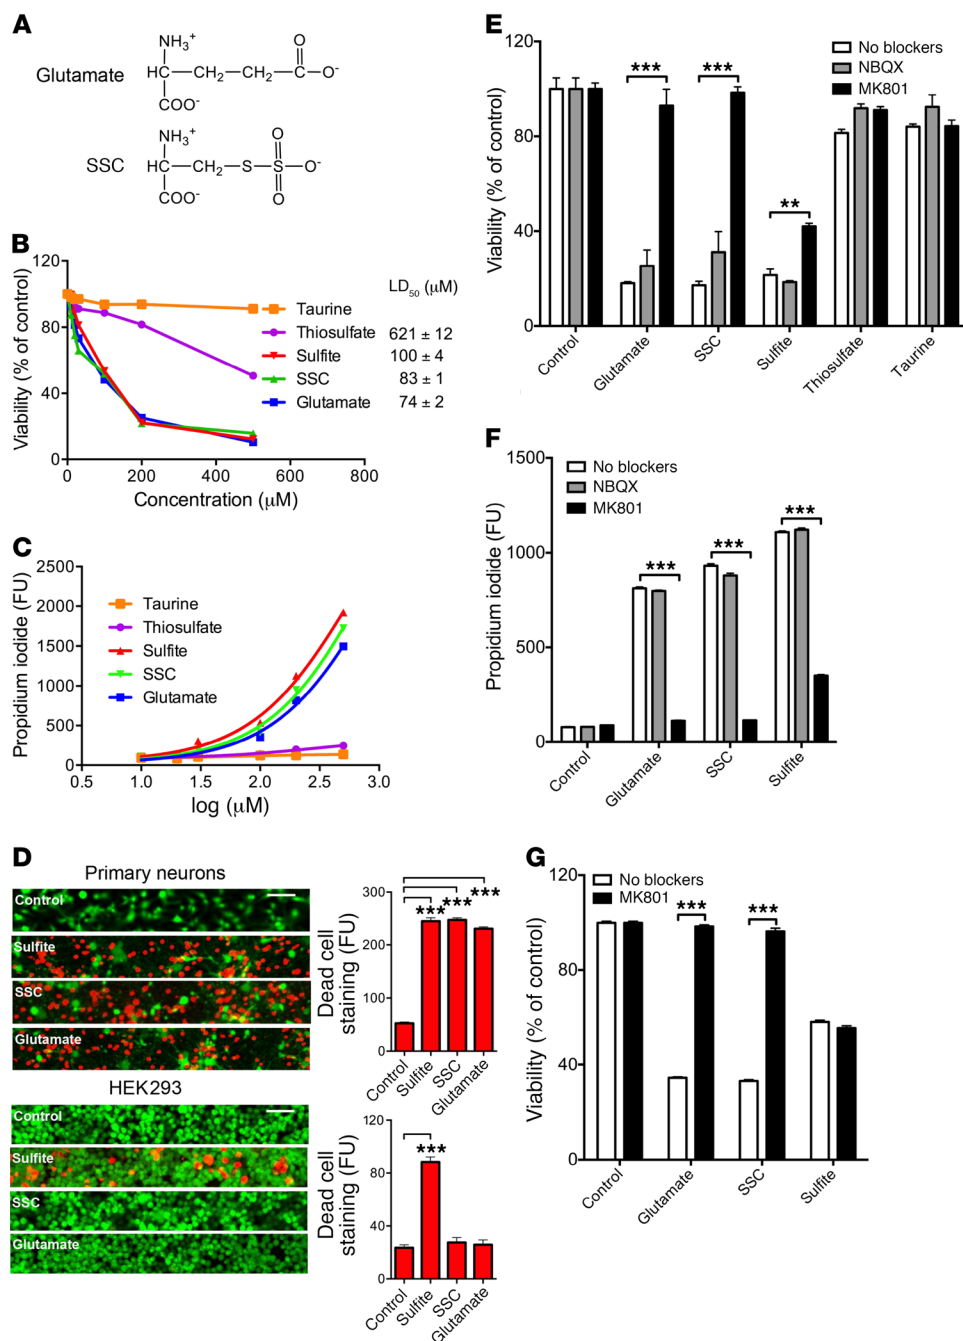 A
Glutamate
NH3+
HC—CH2—CH2—C—O-
O
COO-
SSC
NH3+
HC—CH2—S—S—O-
O
O
COO-
B
Viability (% of control)
120
80
40
0
0
200
400
600
800
Concentration (μM)
LD50 (μM)
Taurine
Thiosulfate 621 ± 12
Sulfite 100 ± 4
SSC 83 ± 1
Glutamate 74 ± 2
C
Propidium iodide (FU)
2500
2000
1500
1000
500
0
0.5
1.0
1.5
2.0
2.5
3.0
log (μM)
Taurine
Thiosulfate
Sulfite
SSC
Glutamate
D
Primary neurons
Control
Sulfite
SSC
Glutamate
Dead cell
staining (FU)
300
200
100
0
***
***
***
Control
Sulfite
SSC
Glutamate
HEK293
Control
Sulfite
SSC
Glutamate
Dead cell
staining (FU)
120
80
40
0
***
Control
Sulfite
SSC
Glutamate
E
Viability (% of control)
120
80
40
0
No blockers
NBQX
MK801
***
***
**
Control
Glutamate
SSC
Sulfite
Thiosulfate
Taurine
F
Propidium iodide (FU)
1500
1000
500
0
No blockers
NBQX
MK801
***
***
***
Control
Glutamate
SSC
Sulfite
G
Viability (% of control)
120
80
40
0
No blockers
MK801
***
***
Control
Glutamate
SSC
Sulfite